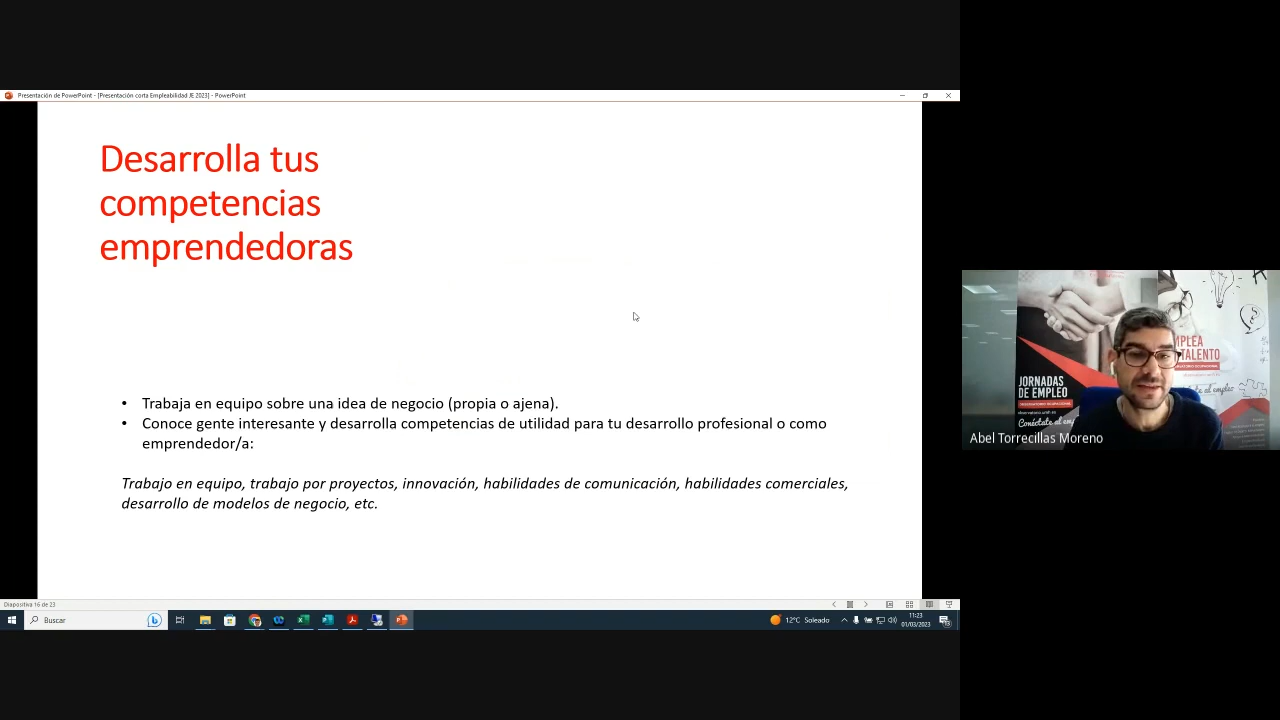 Presentación de PowerPoint - [Presentación corta Empleabilidad JE 2023] - PowerPoint
Desarrolla tus
competencias
emprendedoras
• Trabaja en equipo sobre una idea de negocio (propia o ajena).
• Conoce gente interesante y desarrolla competencias de utilidad para tu desarrollo profesional o como
emprendedor/a:
Trabajo en equipo, trabajo por proyectos, innovación, habilidades de comunicación, habilidades comerciales,
desarrollo de modelos de negocio, etc.
Diapositiva 16 de 23
Buscar
12°C Soleado
11:23
01/03/2023
JORNADAS
DE EMPLEO
TALENTO
Abel Torrecillas Moreno